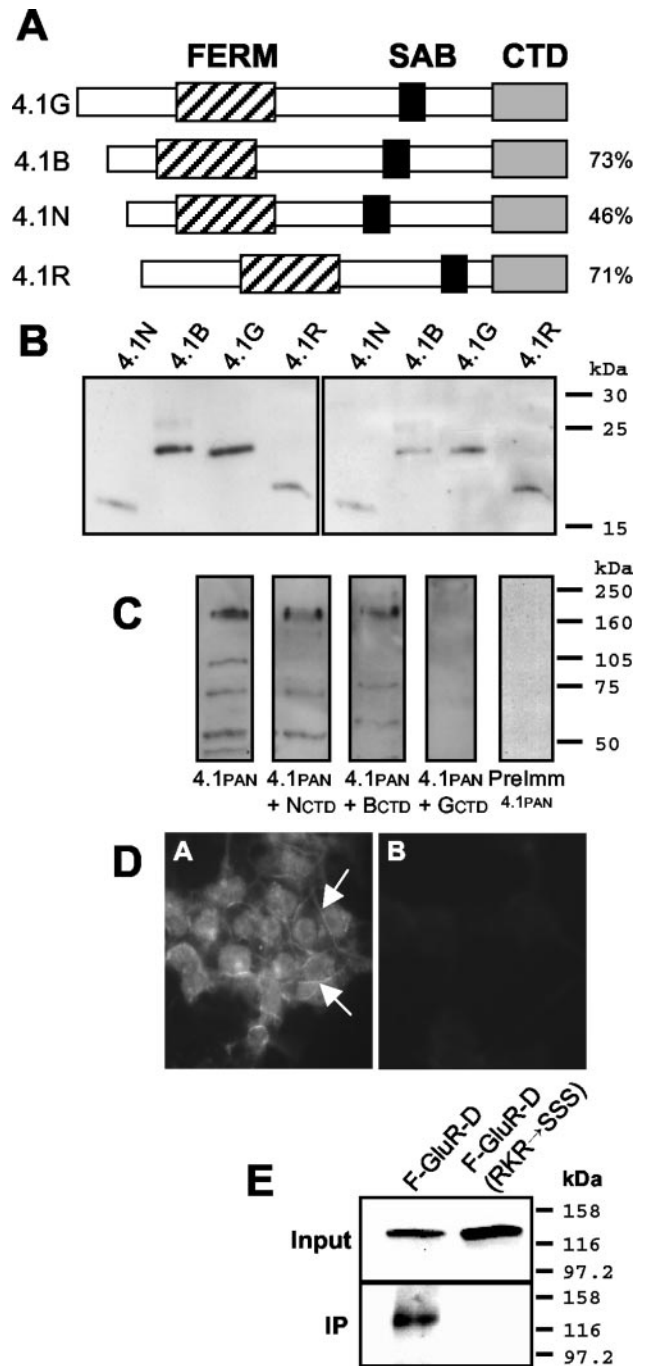 A
FERM SAB CTD
4.1G
4.1B 73%
4.1N 46%
4.1R 71%
B
4.1N 4.1B 4.1G 4.1R 4.1N 4.1B 4.1G 4.1R
kDa
30
25
15
C
kDa
250
160
105
75
50
4.1PAN 4.1PAN 4.1PAN 4.1PAN PreImm
+ NCTD + BCTD + GCTD 4.1PAN
D
A B
E
F-GluR-D F-GluR-D
(RKR→SSS)
kDa
Input
158
116
97.2
IP
158
116
97.2